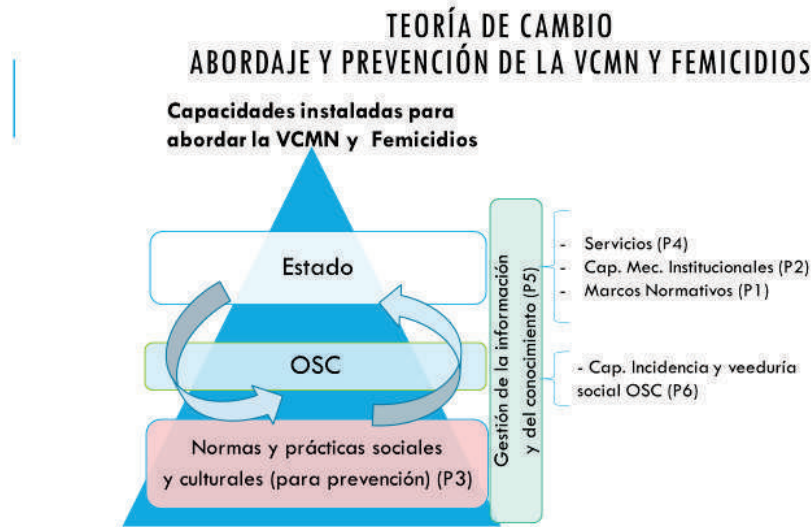 TEORÍA DE CAMBIO
ABORDAJE Y PREVENCIÓN DE LA VCMN Y FEMICIDIOS
Capacidades instaladas para
abordar la VCMN y Femicidios
Estado
OSC
Normas y prácticas sociales
y culturales (para prevención) (P3)
Gestión de la información
y del conocimiento (P5)
- Servicios (P4)
- Cap. Mec. Institucionales (P2)
- Marcos Normativos (P1)
- Cap. Incidencia y veeduría
social OSC (P6)